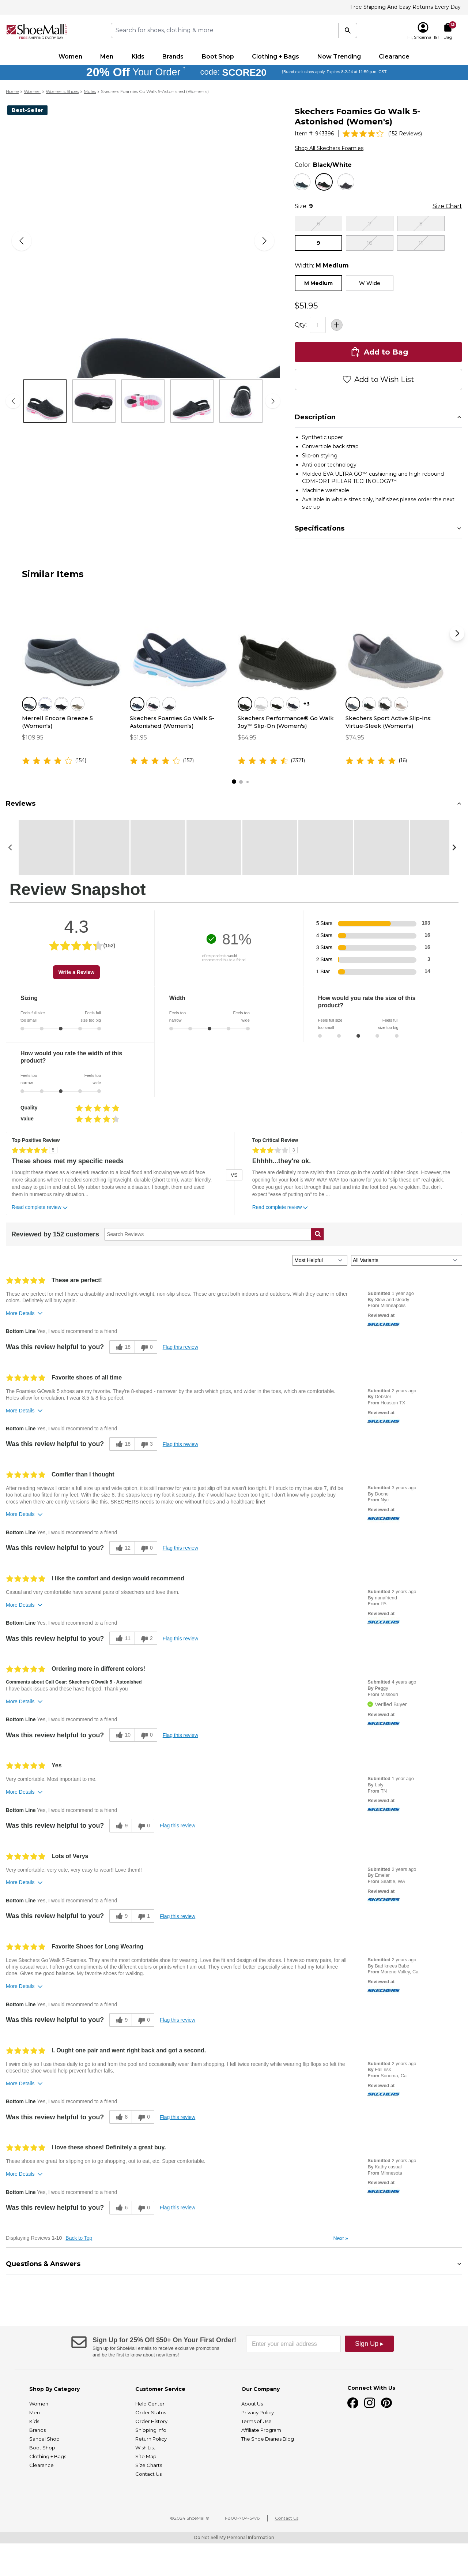 Free Shipping And Easy Returns Every Day
ShoeMall
FREE SHIPPING EVERY DAY
Search for shoes, clothing & more
Hi, Shoemall19!
Bag
Women Men Kids Brands Boot Shop Clothing + Bags Now Trending Clearance
20% Off Your Order * code: SCORE20 *Brand exclusions apply. Expires 8-2-24 at 11:59 p.m. CST.
Home > Women > Women's Shoes > Mules > Skechers Foamies Go Walk 5-Astonished (Women's)
Best-Seller
Skechers Foamies Go Walk 5-
Astonished (Women's)
Item #: 943396 | (152 Reviews)
Shop All Skechers Foamies
Color: Black/White
Size: 9 Size Chart
6 7 8
9 10 11
Width: M Medium
M Medium W Wide
$51.95
Qty: 1
Add to Bag
Add to Wish List
Description
Synthetic upper
Convertible back strap
Slip-on styling
Anti-odor technology
Molded EVA ULTRA GO™ cushioning and high-rebound
COMFORT PILLAR TECHNOLOGY™
Machine washable
Available in whole sizes only, half sizes please order the next
size up
Specifications
Similar Items
+3
Merrell Encore Breeze 5
(Women's)
$109.95
(154)
Skechers Foamies Go Walk 5-
Astonished (Women's)
$51.95
(152)
Skechers Performance® Go Walk
Joy™ Slip-On (Women's)
$64.95
(2321)
Skechers Sport Active Slip-Ins:
Virtue-Sleek (Women's)
$74.95
(16)
Reviews
Review Snapshot
4.3
(152)
Write a Review
81%
of respondents would
recommend this to a friend
5 Stars 103
4 Stars 16
3 Stars 16
2 Stars 3
1 Star 14
Sizing
Feels full size
too small
Feels full
size too big
Width
Feels too
narrow
Feels too
wide
How would you rate the size of this
product?
Feels full size
too small
Feels full
size too big
How would you rate the width of this
product?
Feels too
narrow
Feels too
wide
Quality
Value
Top Positive Review
5
These shoes met my specific needs
I bought these shoes as a kneejerk reaction to a local flood and knowing we would face
more situations where I needed something lightweight, durable (short term), water-friendly,
and easy to get in and out of. My rubber boots were a disaster. I bought them and used
them in numerous rainy situation...
Read complete review
VS
Top Critical Review
3
Ehhhh...they're ok.
These are definitely more stylish than Crocs go in the world of rubber clogs. However, the
opening for your foot is WAY WAY WAY too narrow for you to be able to "step in" real quick.
Once you get your foot through that part and into the foot bed you're golden. But don't
expect "ease of putting on" to be ...
Read complete review
Reviewed by 152 customers
Search Reviews
Most Helpful
All Variants
These are perfect!
These are perfect for me! I have a disability and need light-weight, non-slip shoes. These are great both indoors and outdoors. Wish they came in other
colors. Definitely will buy again.
More Details
Bottom Line Yes, I would recommend to a friend
Was this review helpful to you? 18 0 Flag this review
Submitted 1 year ago
By Slow and steady
From Minneapolis
Reviewed at
SKECHERS
Favorite shoes of all time
The Foamies GOwalk 5 shoes are my favorite. They're 8-shaped - narrower by the arch which grips, and wider in the toes, which are comfortable.
Holes allow for circulation. I wear 8.5 & 8 fits perfect.
More Details
Bottom Line Yes, I would recommend to a friend
Was this review helpful to you? 18 3 Flag this review
Submitted 2 years ago
By Debster
From Houston TX
Reviewed at
SKECHERS
Comfier than I thought
After reading reviews I order a full size up and wide option, it is still narrow for you to just slip off but wasn't too tight. If I stuck to my true size 7, it'd be
too hot and too fitted for my feet. With the size 8, the straps keep my foot it securely, the 7 would have been too tight. I don't know why people buy
crocs when there are comfy versions like this. SKECHERS needs to make one without holes and a healthcare line!
More Details
Bottom Line Yes, I would recommend to a friend
Was this review helpful to you? 12 0 Flag this review
Submitted 3 years ago
By Doonie
From Nyc
Reviewed at
SKECHERS
I like the comfort and design would recommend
Casual and very comfortable have several pairs of skeechers and love them.
More Details
Bottom Line Yes, I would recommend to a friend
Was this review helpful to you? 11 2 Flag this review
Submitted 2 years ago
By nanafriend
From PA
Reviewed at
SKECHERS
Ordering more in different colors!
Comments about Cali Gear: Skechers GOwalk 5 - Astonished
I have back issues and these have helped. Thank you
More Details
Bottom Line Yes, I would recommend to a friend
Was this review helpful to you? 10 0 Flag this review
Submitted 4 years ago
By Peggy
From Missouri
Verified Buyer
Reviewed at
SKECHERS
Yes
Very comfortable. Most important to me.
More Details
Bottom Line Yes, I would recommend to a friend
Was this review helpful to you? 9 0 Flag this review
Submitted 1 year ago
By Loly
From TN
Reviewed at
SKECHERS
Lots of Verys
Very comfortable, very cute, very easy to wear!! Love them!!
More Details
Bottom Line Yes, I would recommend to a friend
Was this review helpful to you? 9 1 Flag this review
Submitted 2 years ago
By Emelar
From Seattle, WA
Reviewed at
SKECHERS
Favorite Shoes for Long Wearing
Love Skechers Go Walk 5 Foamies. They are the most comfortable shoe for wearing. Love the fit and design of the shoes. I have so many pairs, for all
of my casual wear. I often get compliments of the different colors or prints when I am out. They even felt better especially since I had my total knee
done. Gives me good balance. My favorite shoes for walking.
More Details
Bottom Line Yes, I would recommend to a friend
Was this review helpful to you? 9 0 Flag this review
Submitted 2 years ago
By Bad knees Babe
From Moreno Valley, Ca
Reviewed at
SKECHERS
I. Ought one pair and went right back and got a second.
I swim daily so I use these daily to go to and from the pool and occasionally wear them shopping. I fell twice recently while wearing flip flops so felt the
closed toe shoe would help prevent further falls.
More Details
Bottom Line Yes, I would recommend to a friend
Was this review helpful to you? 8 0 Flag this review
Submitted 2 years ago
By Fall risk
From Sonoma, Ca
Reviewed at
SKECHERS
I love these shoes! Definitely a great buy.
These shoes are great for slipping on to go shopping, out to eat, etc. Super comfortable.
More Details
Bottom Line Yes, I would recommend to a friend
Was this review helpful to you? 6 0 Flag this review
Submitted 2 years ago
By Kathy casual
From Minnesota
Reviewed at
SKECHERS
Displaying Reviews 1-10 Back to Top Next »
Questions & Answers
Sign Up for 25% Off $50+ On Your First Order!
Sign up for ShoeMall emails to receive exclusive promotions
and be the first to know about new items!
Enter your email address
Sign Up ▸
Shop By Category
Women
Men
Kids
Brands
Sandal Shop
Boot Shop
Clothing + Bags
Clearance
Customer Service
Help Center
Order Status
Order History
Shipping Info
Return Policy
Wish List
Site Map
Size Charts
Contact Us
Our Company
About Us
Privacy Policy
Terms of Use
Affiliate Program
The Shoe Diaries Blog
Connect With Us
©2024 ShoeMall® | 1-800-704-5478 | Contact Us
Do Not Sell My Personal Information